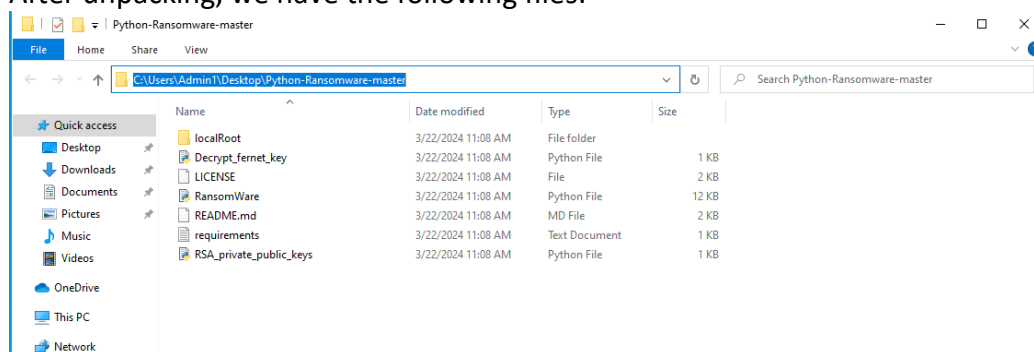 After unpacking, we have the following files:
Python-Ransomware-master
File Home Share View
C:\Users\Admin1\Desktop\Python-Ransomware-master
Search Python-Ransomware-master
Name Date modified Type Size
Quick access
Desktop
Downloads
Documents
Pictures
Music
Videos
OneDrive
This PC
Network
localRoot 3/22/2024 11:08 AM File folder
Decrypt_fernet_key 3/22/2024 11:08 AM Python File 1 KB
LICENSE 3/22/2024 11:08 AM File 2 KB
RansomWare 3/22/2024 11:08 AM Python File 12 KB
README.md 3/22/2024 11:08 AM MD File 2 KB
requirements 3/22/2024 11:08 AM Text Document 1 KB
RSA_private_public_keys 3/22/2024 11:08 AM Python File 1 KB